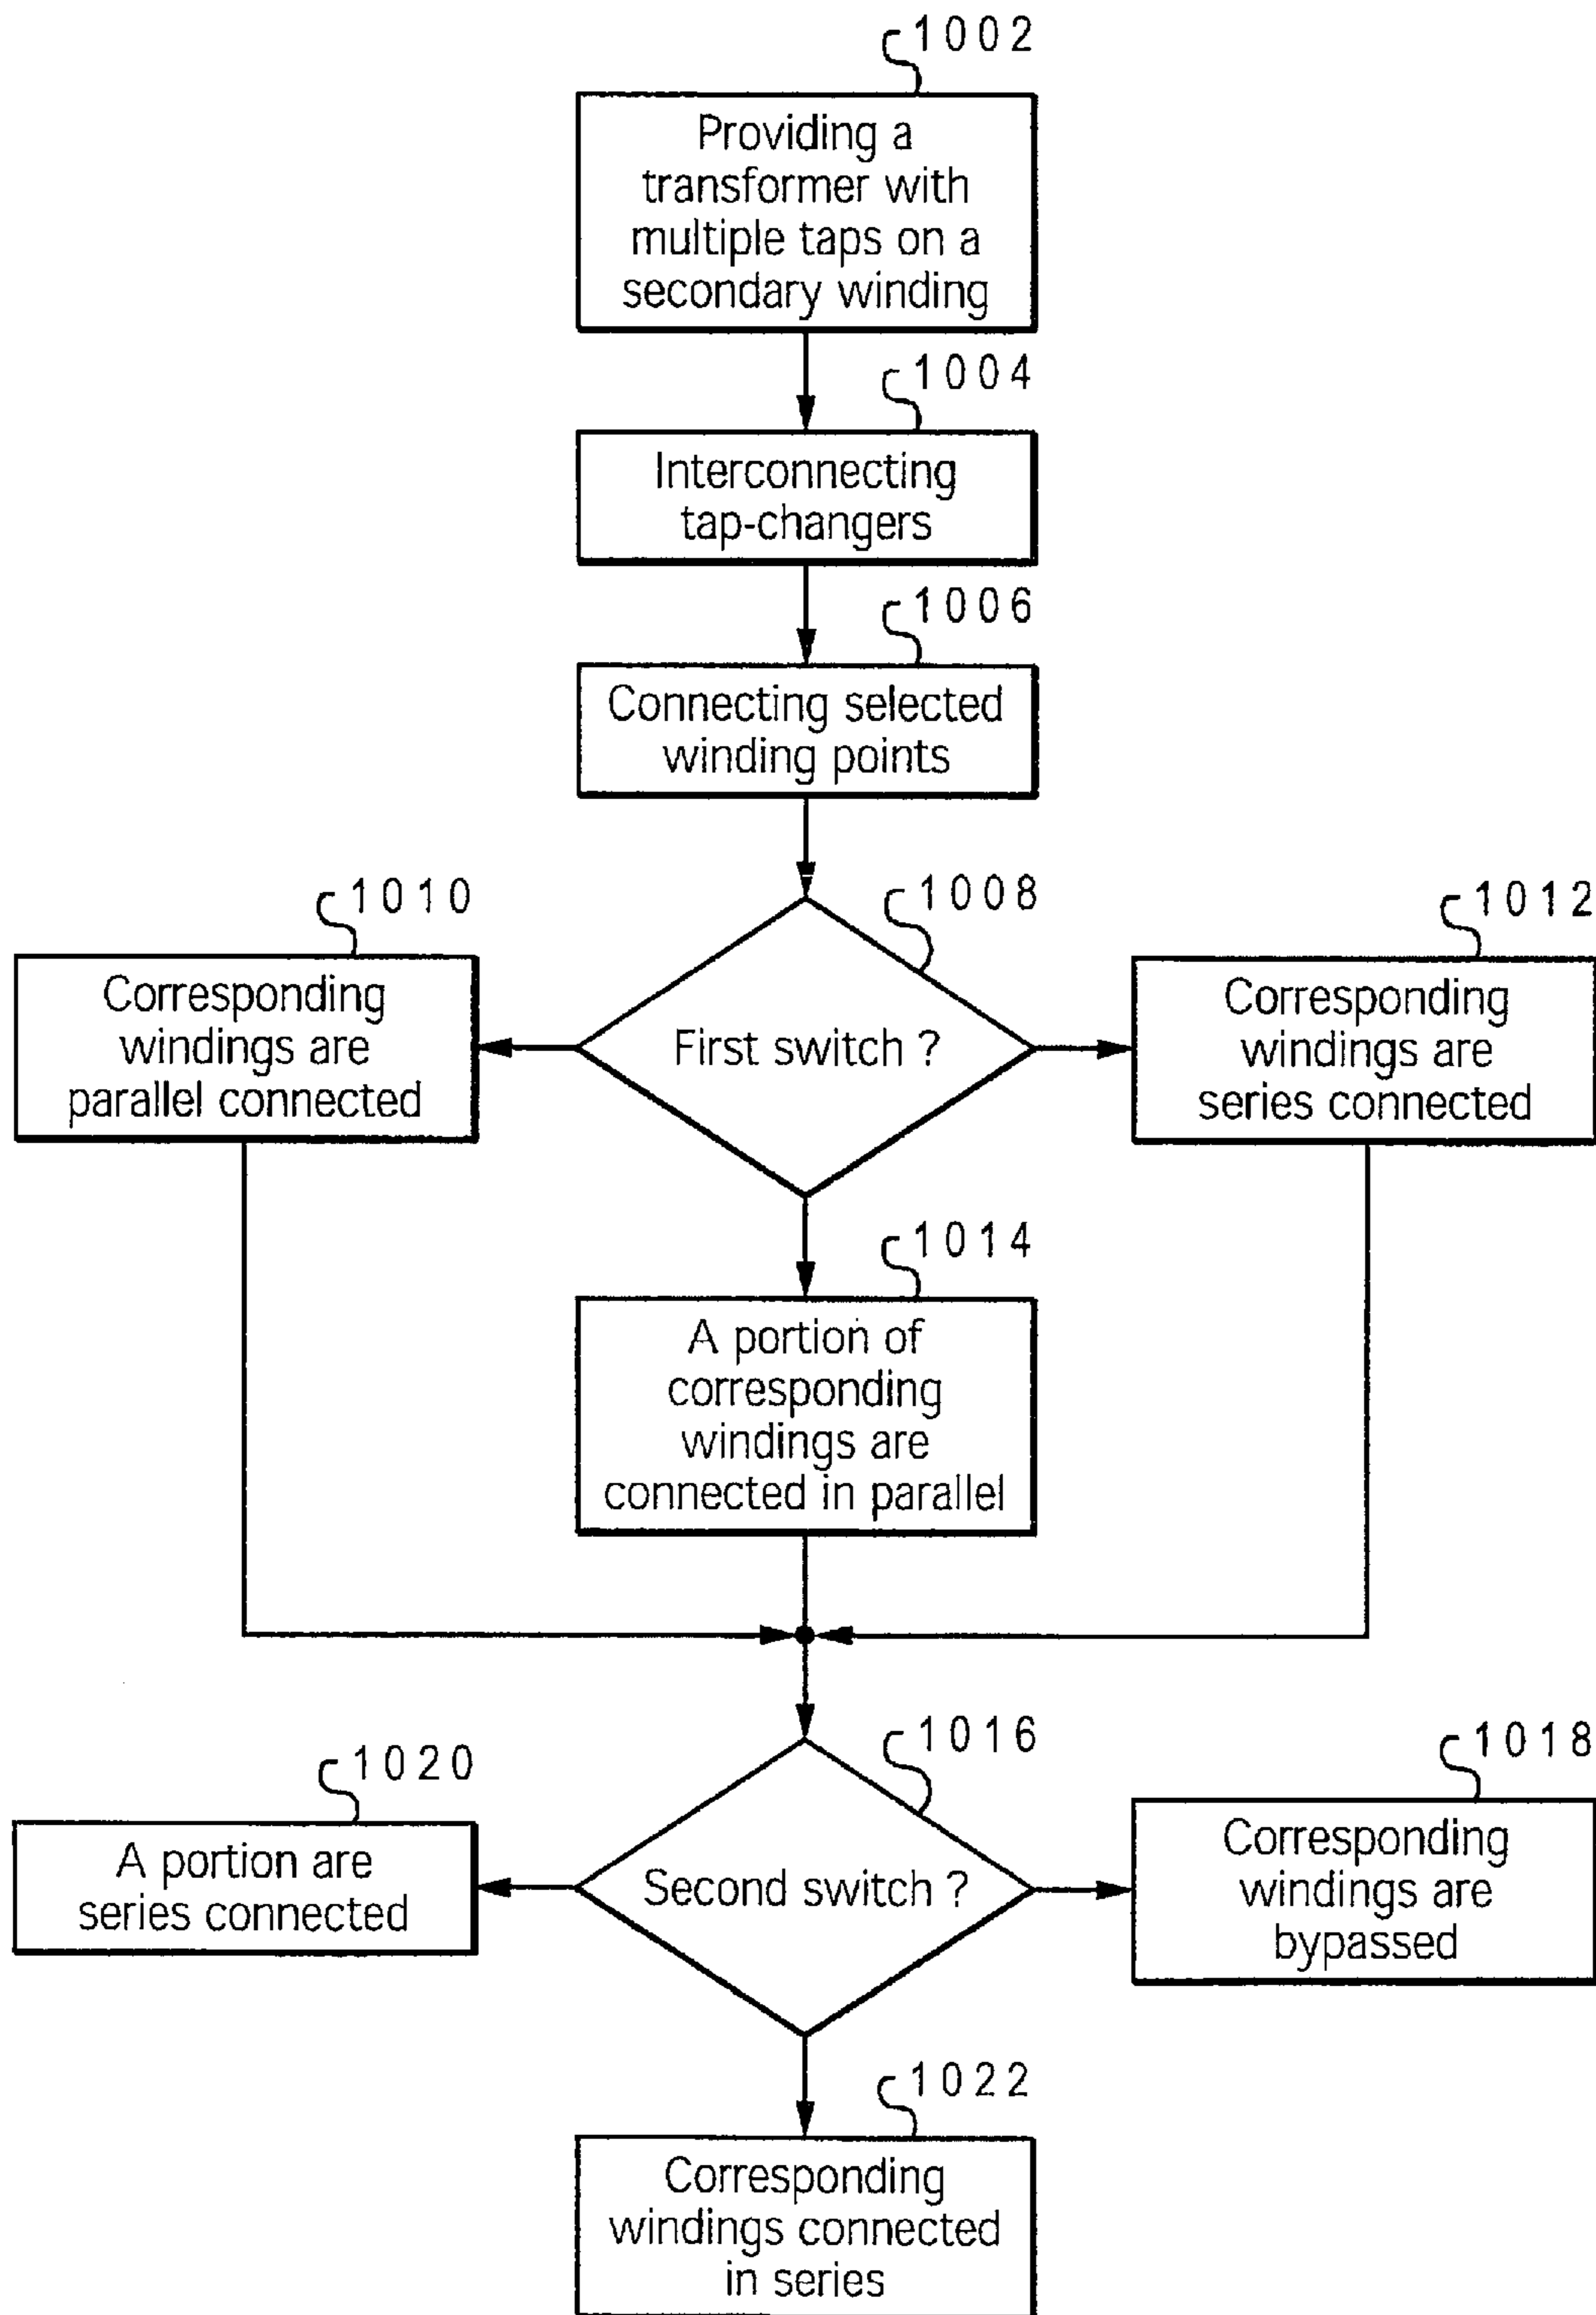 1002
Providing a
transformer with
multiple taps on a
secondary winding
1004
Interconnecting
tap-changers
1006
Connecting selected
winding points
1008
First switch ?
1010
Corresponding
windings are
parallel connected
1012
Corresponding
windings are
series connected
1014
A portion of
corresponding
windings are
connected in parallel
1016
Second switch ?
1020
A portion are
series connected
1018
Corresponding
windings are
bypassed
1022
Corresponding
windings connected
in series